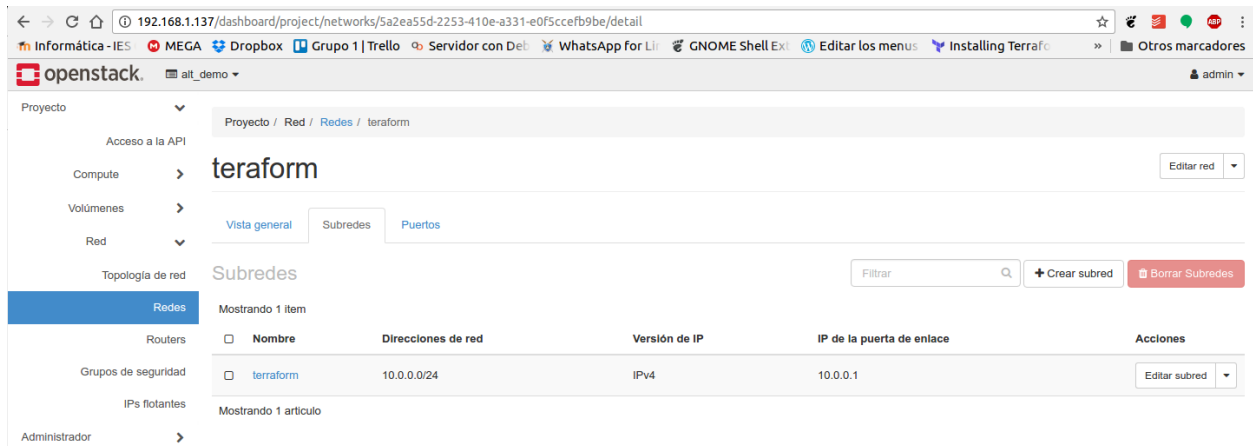 192.168.1.137/dashboard/project/networks/5a2ea55d-2253-410e-a331-e0f5ccefb9be/detail
Informática - IES MEGA Dropbox Grupo 1 | Trello Servidor con Deb WhatsApp for Lin GNOME Shell Ext Editar los menus Installing Terrafo » Otros marcadores
openstack. alt_demo admin
Proyecto
Acceso a la API
Compute
Volúmenes
Red
Topología de red
Redes
Routers
Grupos de seguridad
IPs flotantes
Administrador
Proyecto / Red / Redes / teraform
teraform
Editar red
Vista general Subredes Puertos
Subredes
Filtrar
+ Crear subred
Borrar Subredes
Mostrando 1 item
Nombre Direcciones de red Versión de IP IP de la puerta de enlace Acciones
terraform 10.0.0.0/24 IPv4 10.0.0.1 Editar subred
Mostrando 1 articulo